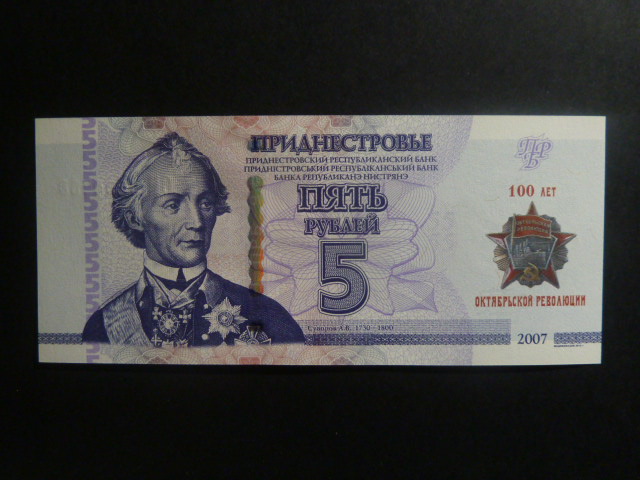 ПРИДНЕСТРОВЬЕ
ПРИДНЕСТРОВСКИЙ РЕСПУБЛИКАНСКИЙ БАНК
ПРИДНІСТРОВСЬКИЙ РЕСПУБЛІКАНСЬКИЙ БАНК
БАНКА РЕПУБЛИКАНЭ НИСТРЯНЭ
ПЯТЬ
РУБЛЕЙ
5
Суворов А.В. 1730 - 1800
ПРБ
100 ЛЕТ
ОКТЯБРЬСКОЙ РЕВОЛЮЦИИ
2007